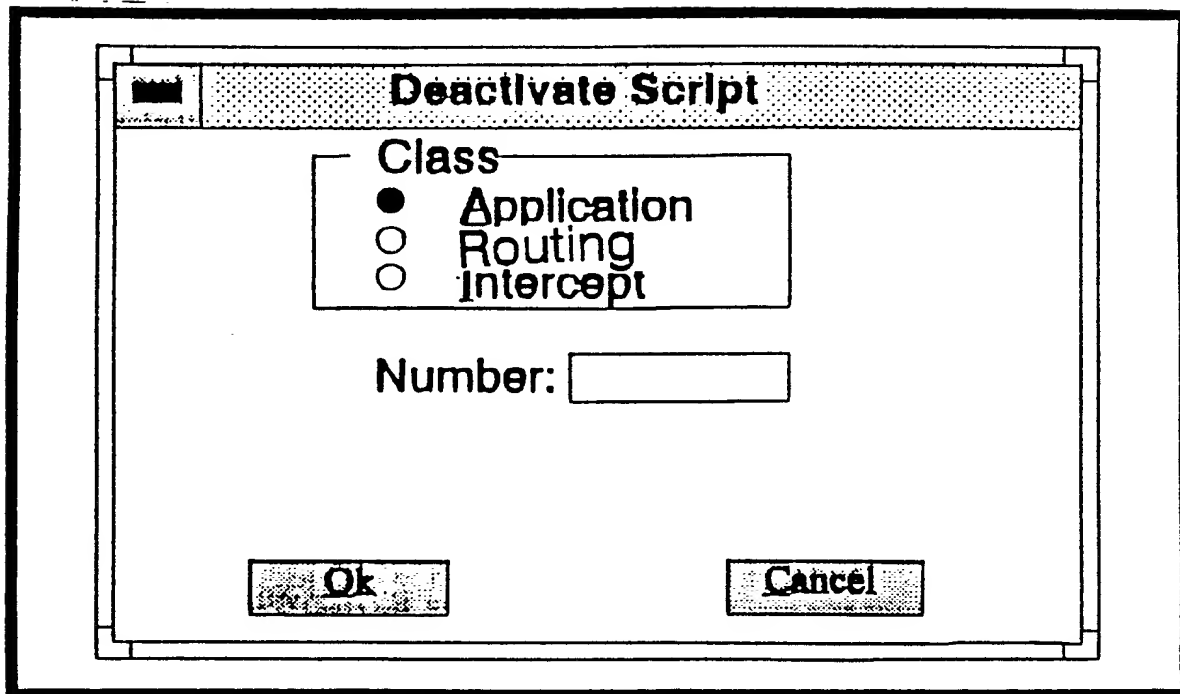 Deactivate Script
Class
Application
Routing
Intercept
Number:
Ok
Cancel